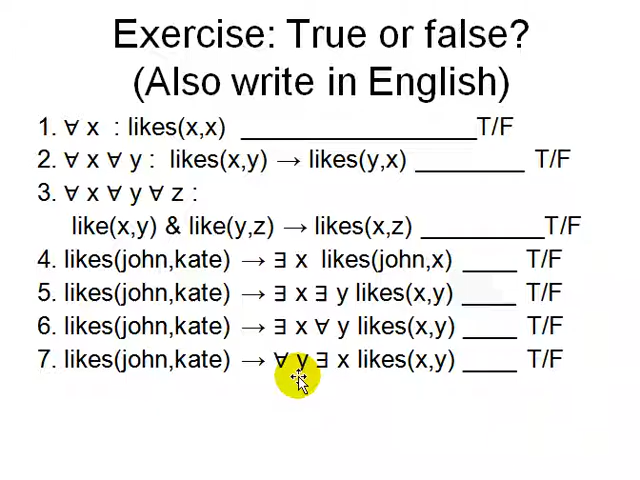 Exercise: True or false?
(Also write in English)
1. ∀ x : likes(x,x) __________________T/F
2. ∀ x ∀ y : likes(x,y) → likes(y,x) ________ T/F
3. ∀ x ∀ y ∀ z :
like(x,y) & like(y,z) → likes(x,z) _________T/F
4. likes(john,kate) → ∃ x likes(john,x) ____ T/F
5. likes(john,kate) → ∃ x ∃ y likes(x,y) ____ T/F
6. likes(john,kate) → ∃ x ∀ y likes(x,y) ____ T/F
7. likes(john,kate) → ∀ y ∃ x likes(x,y) ____ T/F